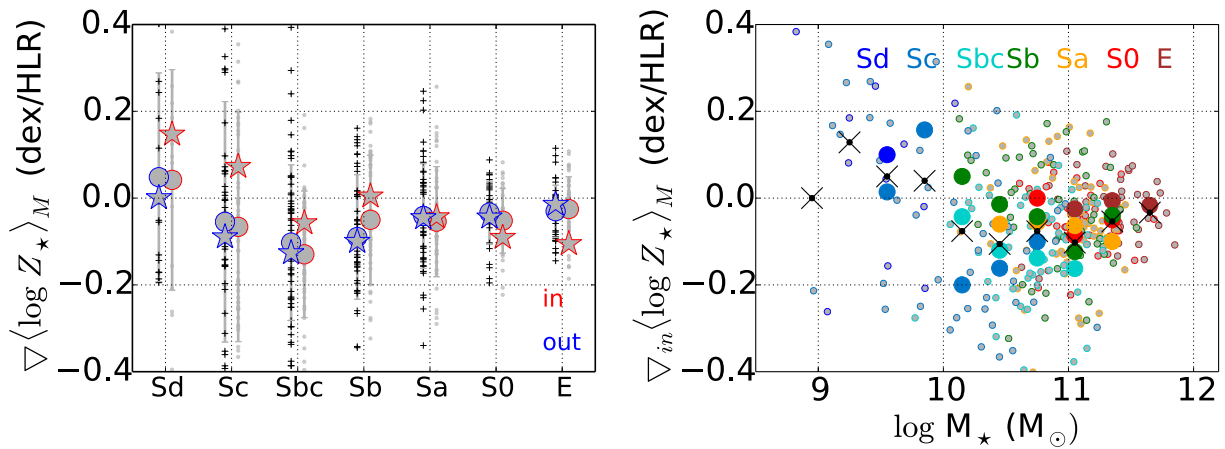 ▽⟨log Z⋆⟩M (dex/HLR)
0.4
0.2
0.0
−0.2
−0.4
in
out
Sd Sc Sbc Sb Sa S0 E
▽in⟨log Z⋆⟩M (dex/HLR)
0.4
0.2
0.0
−0.2
−0.4
Sd Sc Sbc Sb Sa S0 E
9 10 11 12
log M⋆ (M⊙)